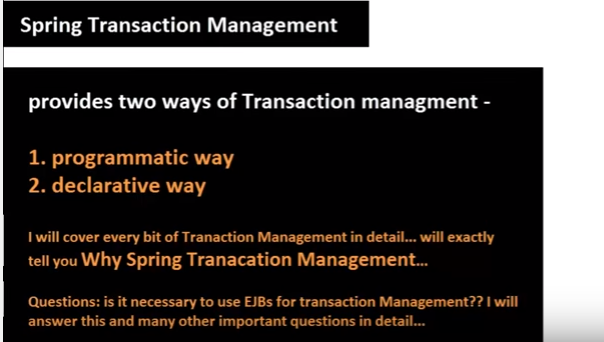 Spring Transaction Management
provides two ways of Transaction managment -
1. programmatic way
2. declarative way
I will cover every bit of Tranaction Management in detail... will exactly
tell you Why Spring Tranacation Management...
Questions: is it necessary to use EJBs for transaction Management?? I will
answer this and many other important questions in detail...